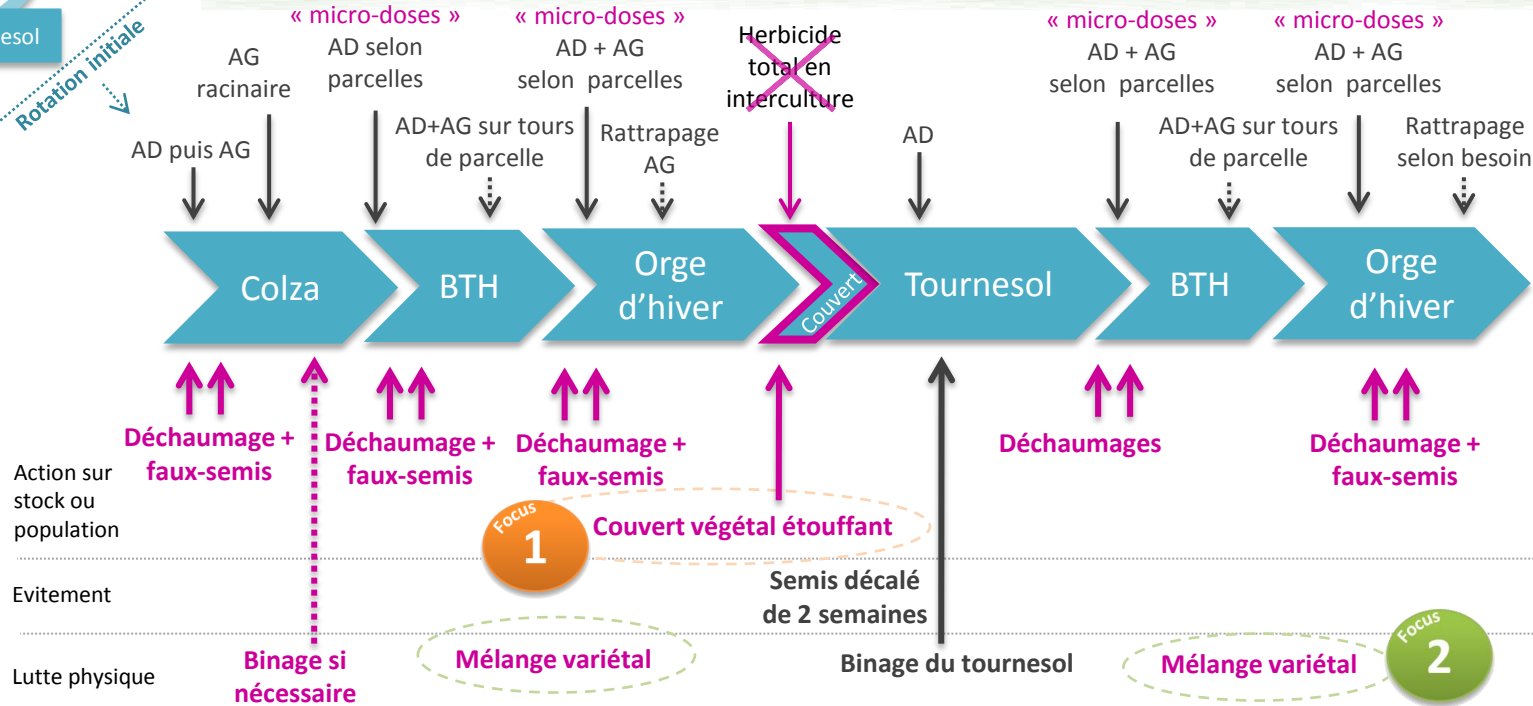 esol
Rotation initiale
AD puis AG
AG
racinaire
« micro-doses »
AD selon
parcelles
AD+AG sur tours
de parcelle
« micro-doses »
AD + AG
selon parcelles
Rattrapage
AG
Herbicide
total en
interculture
AD
« micro-doses »
AD + AG
selon parcelles
AD+AG sur tours
de parcelle
« micro-doses »
AD + AG
selon parcelles
Rattrapage
selon besoin
Colza
BTH
Orge
d’hiver
Couvert
Tournesol
BTH
Orge
d’hiver
Déchaumage +
faux-semis
Déchaumage +
faux-semis
Déchaumage +
faux-semis
Déchaumages
Déchaumage +
faux-semis
Action sur
stock ou
population
Focus
1
Couvert végétal étouffant
Evitement
Semis décalé
de 2 semaines
Lutte physique
Binage si
nécessaire
Mélange variétal
Binage du tournesol
Mélange variétal
Focus
2